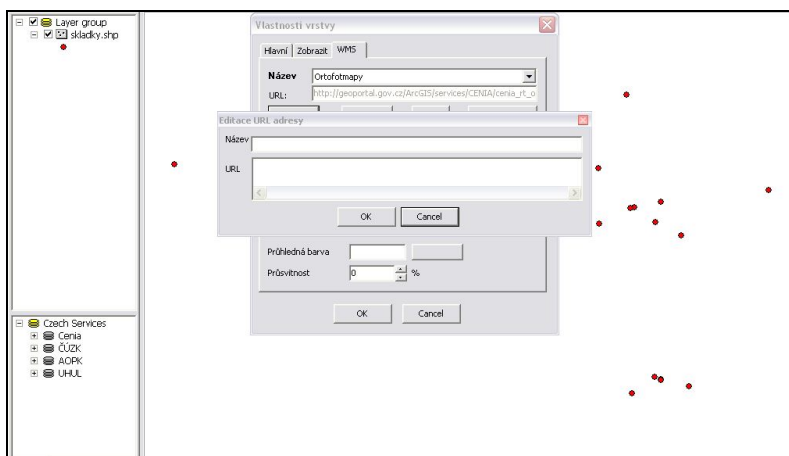 Layer group
skladky.shp
Czech Services
Cenia
ČÚZK
AOPK
UHUL
Vlastnosti vrstvy
Hlavní Zobrazit WMS
Název Ortofotmapy
URL: http://geoportal.gov.cz/ArcGIS/services/CENIA/cenia_rt_o
Editace URL adresy
Název
URL
OK Cancel
Průhledná barva
Průsvitnost 0 %
OK Cancel